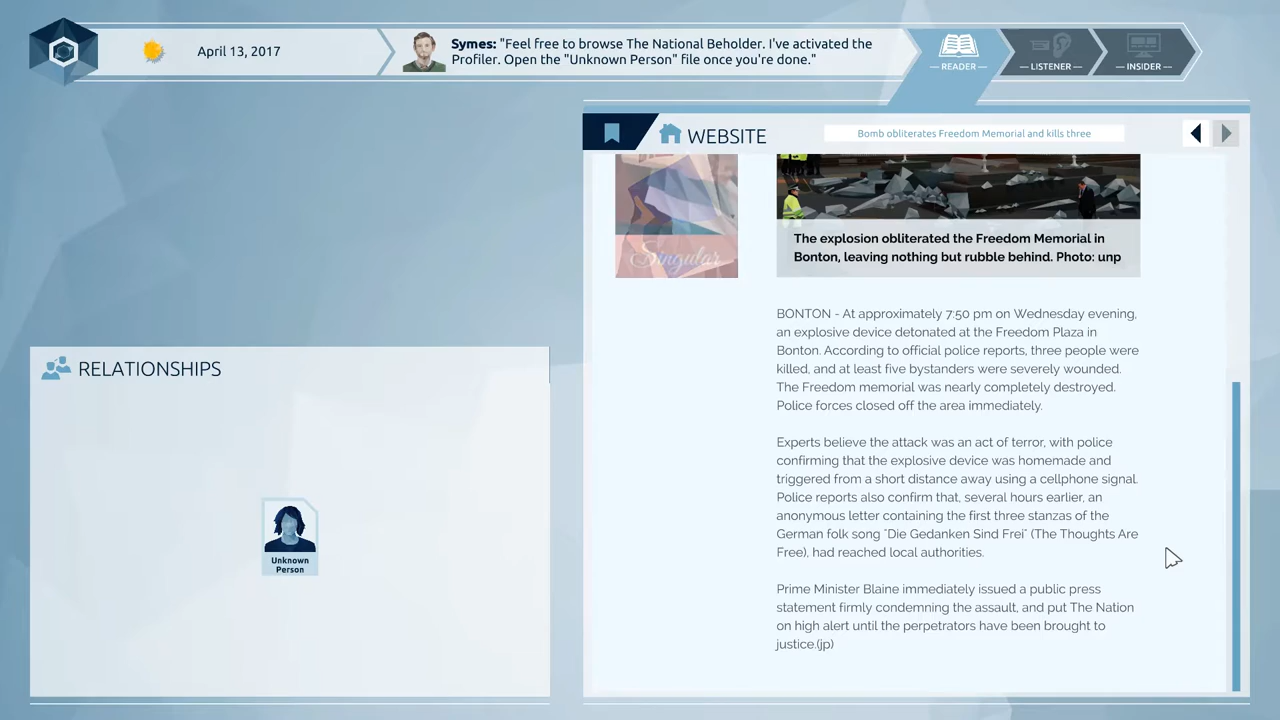 April 13, 2017
Symes: "Feel free to browse The National Beholder. I've activated the
Profiler. Open the "Unknown Person" file once you're done."
— READER —
— LISTENER —
— INSIDER —
WEBSITE
Bomb obliterates Freedom Memorial and kills three
Singular
The explosion obliterated the Freedom Memorial in
Bonton, leaving nothing but rubble behind. Photo: unp
BONTON - At approximately 7:50 pm on Wednesday evening,
an explosive device detonated at the Freedom Plaza in
Bonton. According to official police reports, three people were
killed, and at least five bystanders were severely wounded.
The Freedom memorial was nearly completely destroyed.
Police forces closed off the area immediately.
Experts believe the attack was an act of terror, with police
confirming that the explosive device was homemade and
triggered from a short distance away using a cellphone signal.
Police reports also confirm that, several hours earlier, an
anonymous letter containing the first three stanzas of the
German folk song "Die Gedanken Sind Frei" (The Thoughts Are
Free), had reached local authorities.
Prime Minister Blaine immediately issued a public press
statement firmly condemning the assault, and put The Nation
on high alert until the perpetrators have been brought to
justice.(jp)
RELATIONSHIPS
Unknown
Person